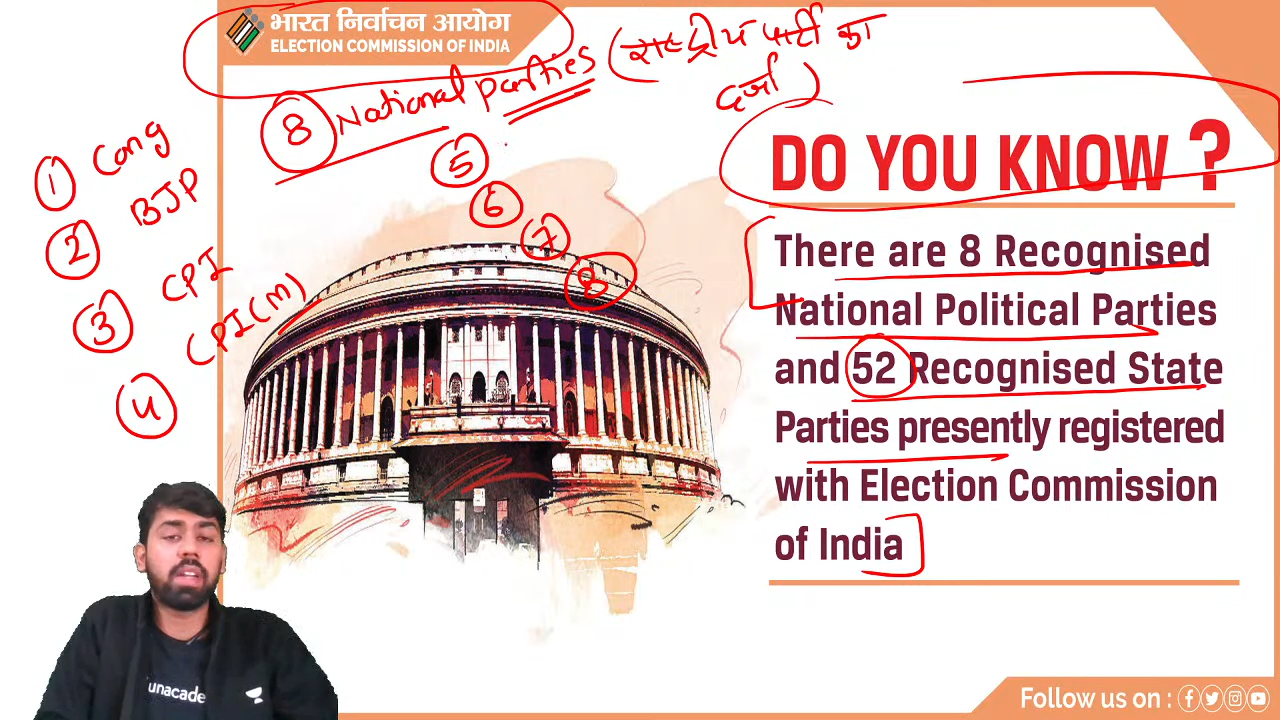 भारत निर्वाचन आयोग
ELECTION COMMISSION OF INDIA
8 National parties (राष्ट्रीय पार्टी का
दर्जा)
1 Cong
2 BJP
3 CPI
4 CPI(M)
5
6
7
8
DO YOU KNOW ?
There are 8 Recognised
National Political Parties
and 52 Recognised State
Parties presently registered
with Election Commission
of India
unacade
Follow us on :